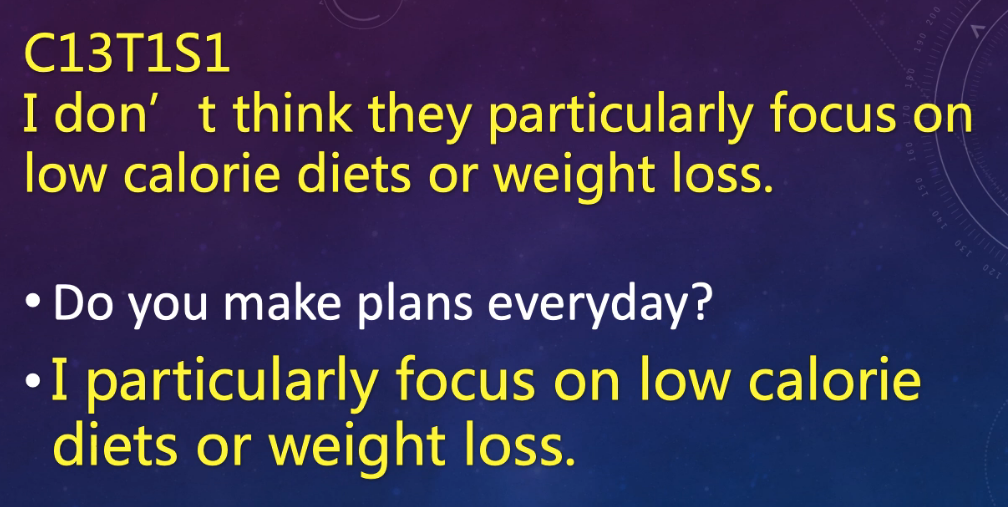 C13T1S1
I don’ t think they particularly focus on
low calorie diets or weight loss.
• Do you make plans everyday?
• I particularly focus on low calorie
diets or weight loss.